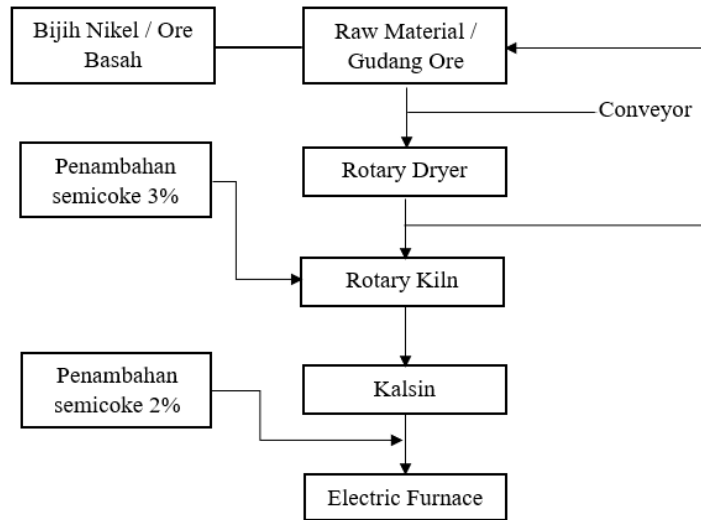 Bijih Nikel / Ore
Basah
Raw Material /
Gudang Ore
Conveyor
Penambahan
semicoke 3%
Rotary Dryer
Rotary Kiln
Penambahan
semicoke 2%
Kalsin
Electric Furnace